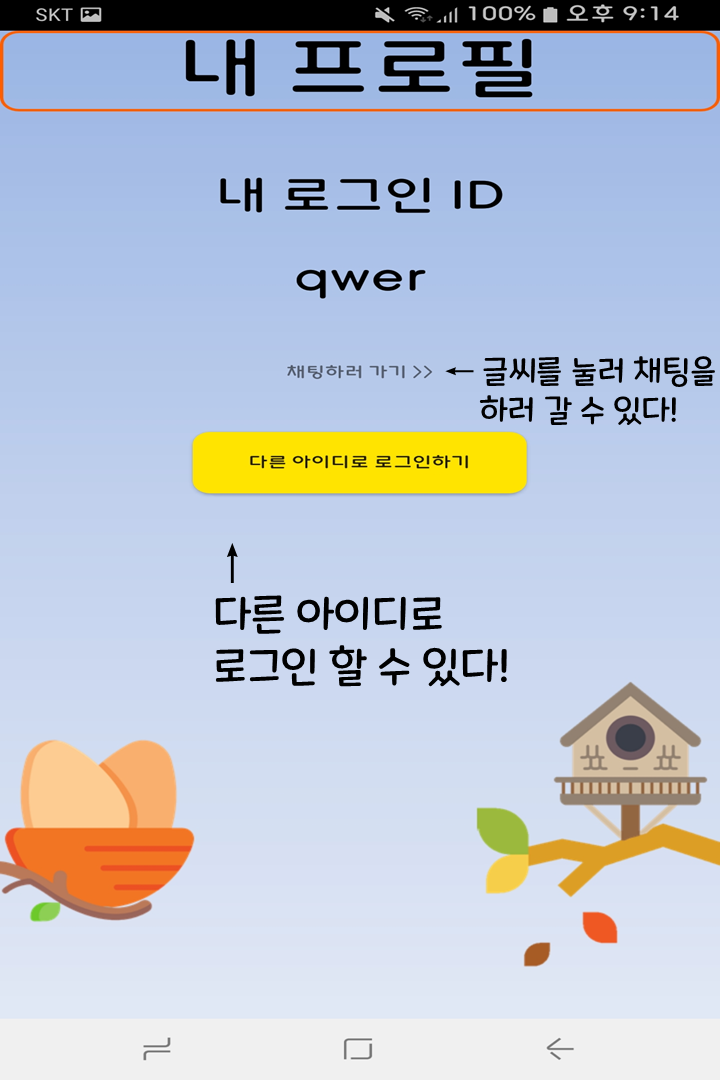 SKT 100% 오후 9:14
내 프로필
내 로그인 ID
qwer
채팅하러 가기 >> ← 글씨를 눌러 채팅을
하러 갈 수 있다!
다른 아이디로 로그인하기
↑
다른 아이디로
로그인 할 수 있다!